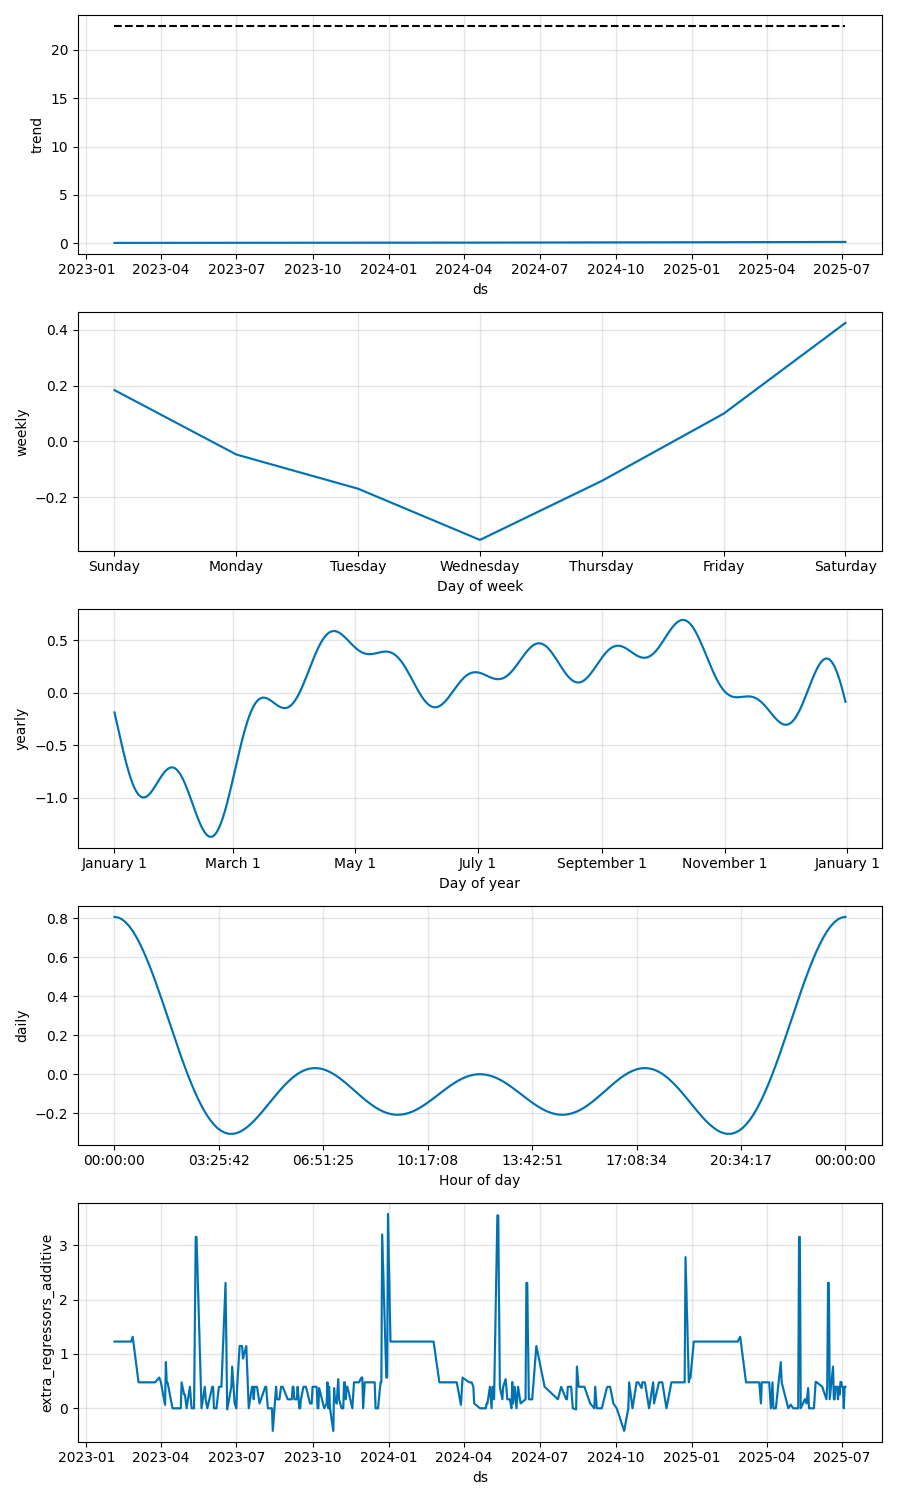 trend
20
15
10
5
0
2023-01 2023-04 2023-07 2023-10 2024-01 2024-04 2024-07 2024-10 2025-01 2025-04 2025-07
ds
weekly
0.4
0.2
0.0
−0.2
Sunday Monday Tuesday Wednesday Thursday Friday Saturday
Day of week
yearly
0.5
0.0
−0.5
−1.0
January 1 March 1 May 1 July 1 September 1 November 1 January 1
Day of year
daily
0.8
0.6
0.4
0.2
0.0
−0.2
00:00:00 03:25:42 06:51:25 10:17:08 13:42:51 17:08:34 20:34:17 00:00:00
Hour of day
extra_regressors_additive
3
2
1
0
2023-01 2023-04 2023-07 2023-10 2024-01 2024-04 2024-07 2024-10 2025-01 2025-04 2025-07
ds